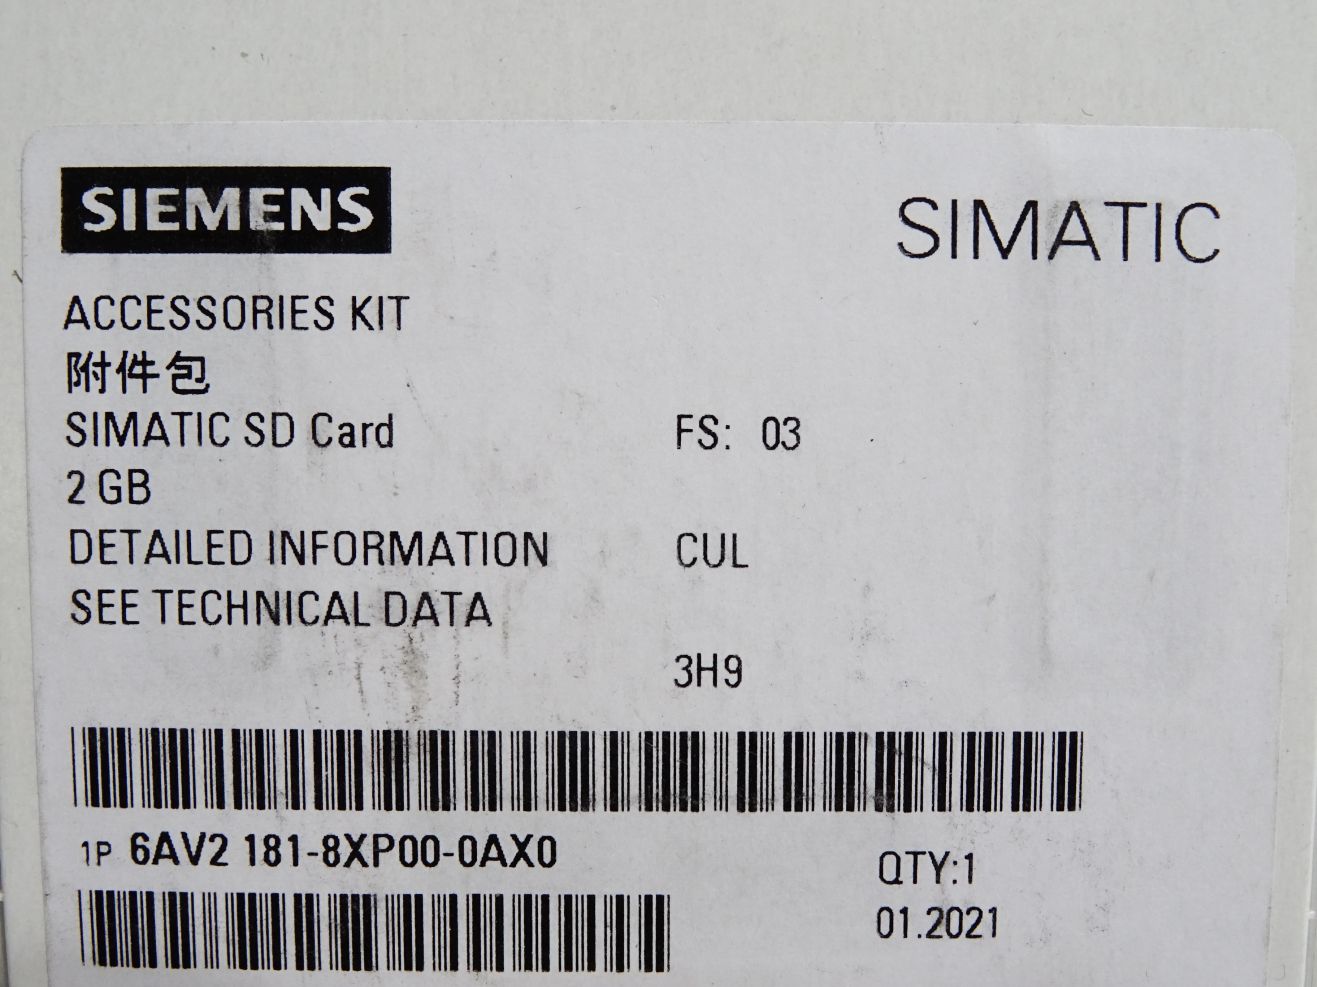 SIEMENS
SIMATIC
ACCESSORIES KIT
附件包
SIMATIC SD Card
FS: 03
2 GB
DETAILED INFORMATION
CUL
SEE TECHNICAL DATA
3H9
1P 6AV2 181-8XP00-0AX0
QTY:1
01.2021